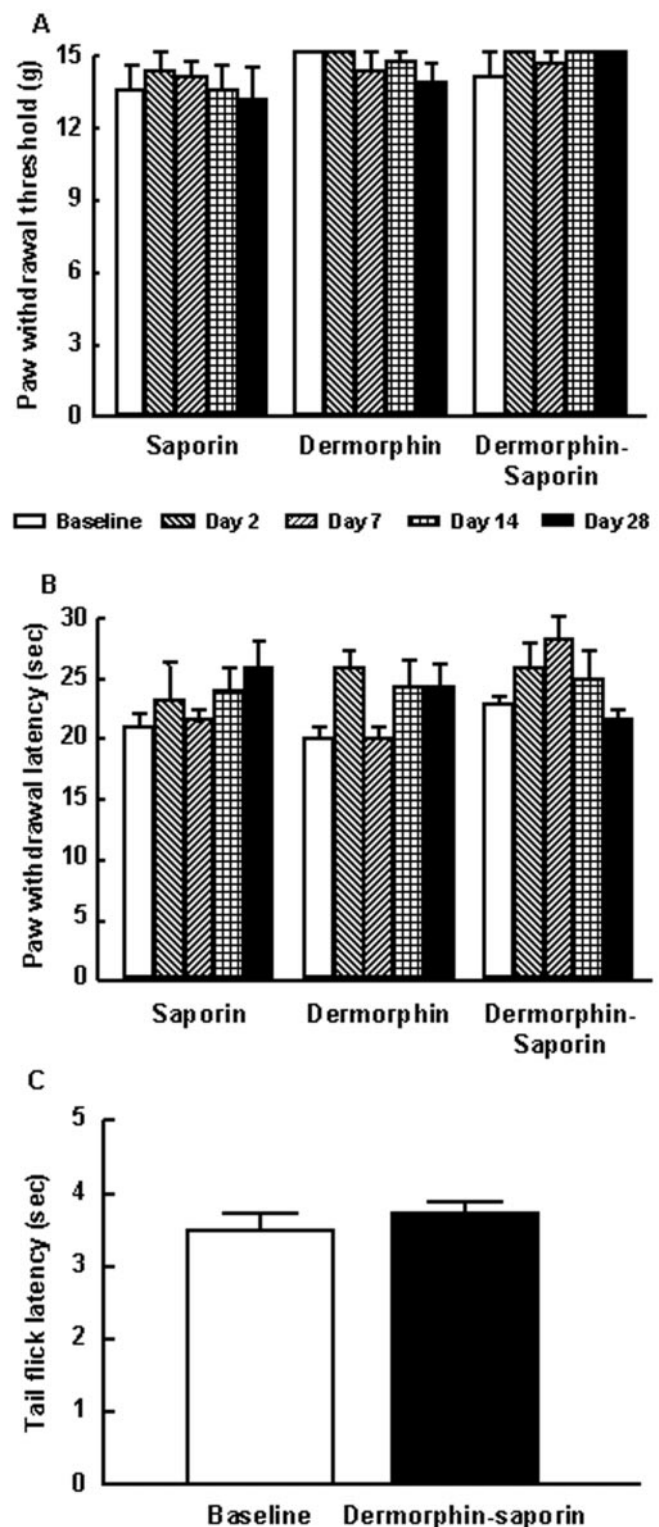 A
Paw withdrawal threshold (g)
15
12
9
6
3
0
Saporin
Dermorphin
Dermorphin-
Saporin
Baseline Day 2 Day 7 Day 14 Day 28
B
Paw withdrawal latency (sec)
30
25
20
15
10
5
0
Saporin
Dermorphin
Dermorphin-
Saporin
C
Tail flick latency (sec)
5
4
3
2
1
0
Baseline Dermorphin-saporin